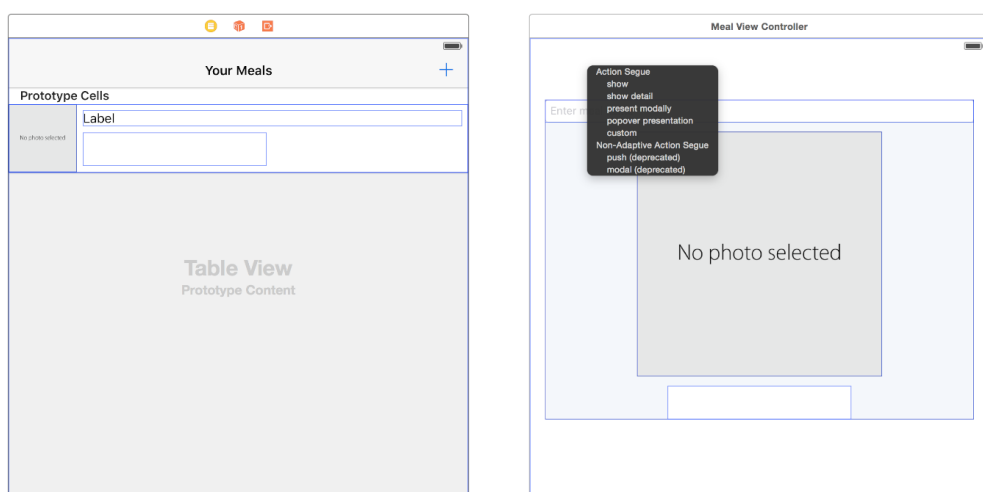 Your Meals
Prototype Cells
No photo selected
Label
Table View
Prototype Content
Meal View Controller
Enter m
Action Segue
show
show detail
present modally
popover presentation
custom
Non-Adaptive Action Segue
push (deprecated)
modal (deprecated)
No photo selected